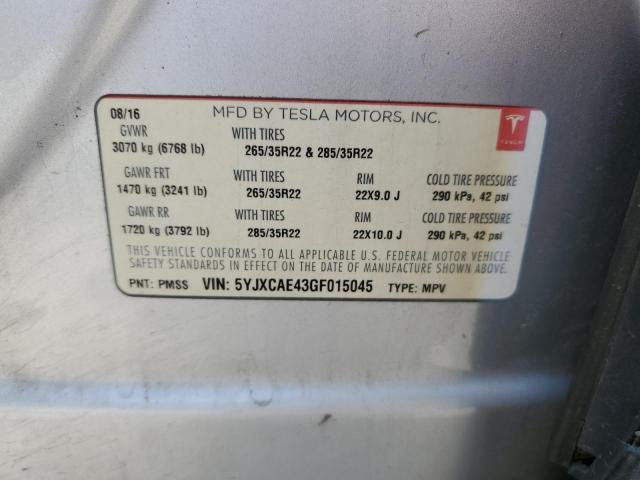 08/16 MFD BY TESLA MOTORS, INC.
GVWR WITH TIRES
3070 kg (6768 lb) 265/35R22 & 285/35R22
TESLA
GAWR FRT WITH TIRES RIM COLD TIRE PRESSURE
1470 kg (3241 lb) 265/35R22 22X9.0 J 290 kPa, 42 psi
GAWR RR WITH TIRES RIM COLD TIRE PRESSURE
1720 kg (3792 lb) 285/35R22 22X10.0 J 290 kPa, 42 psi
THIS VEHICLE CONFORMS TO ALL APPLICABLE U.S. FEDERAL MOTOR VEHICLE
SAFETY STANDARDS IN EFFECT ON THE DATE OF MANUFACTURE SHOWN ABOVE.
PNT: PMSS VIN: 5YJXCAE43GF015045 TYPE: MPV